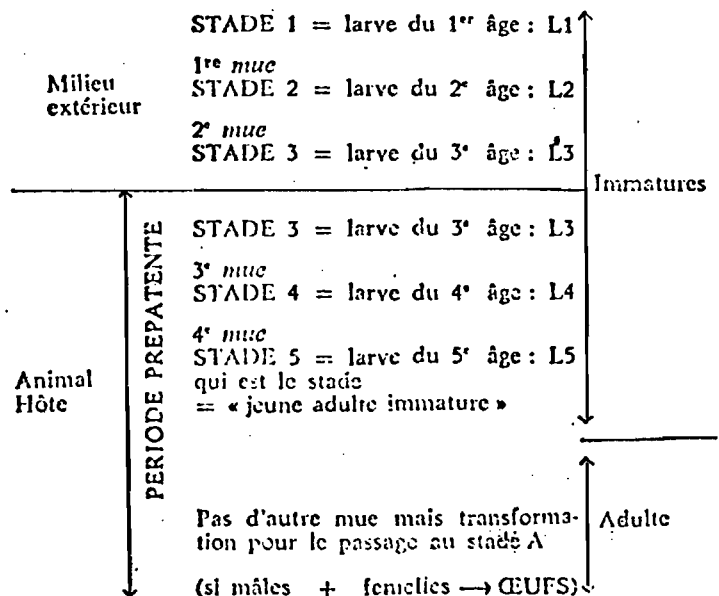 STADE 1 = larve du 1er âge : L1
1re mue
Milieu extérieur
STADE 2 = larve du 2e âge : L2
2e mue
STADE 3 = larve du 3e âge : L3
Immatures
STADE 3 = larve du 3e âge : L3
3e mue
STADE 4 = larve du 4e âge : L4
4e mue
STADE 5 = larve du 5e âge : L5
qui est le stade
= « jeune adulte immature »
Animal
Hôte
PERIODE PREPATENTE
Pas d'autre mue mais transforma-
tion pour le passage au stade A
Adulte
(si mâles + femelles → ŒUFS)